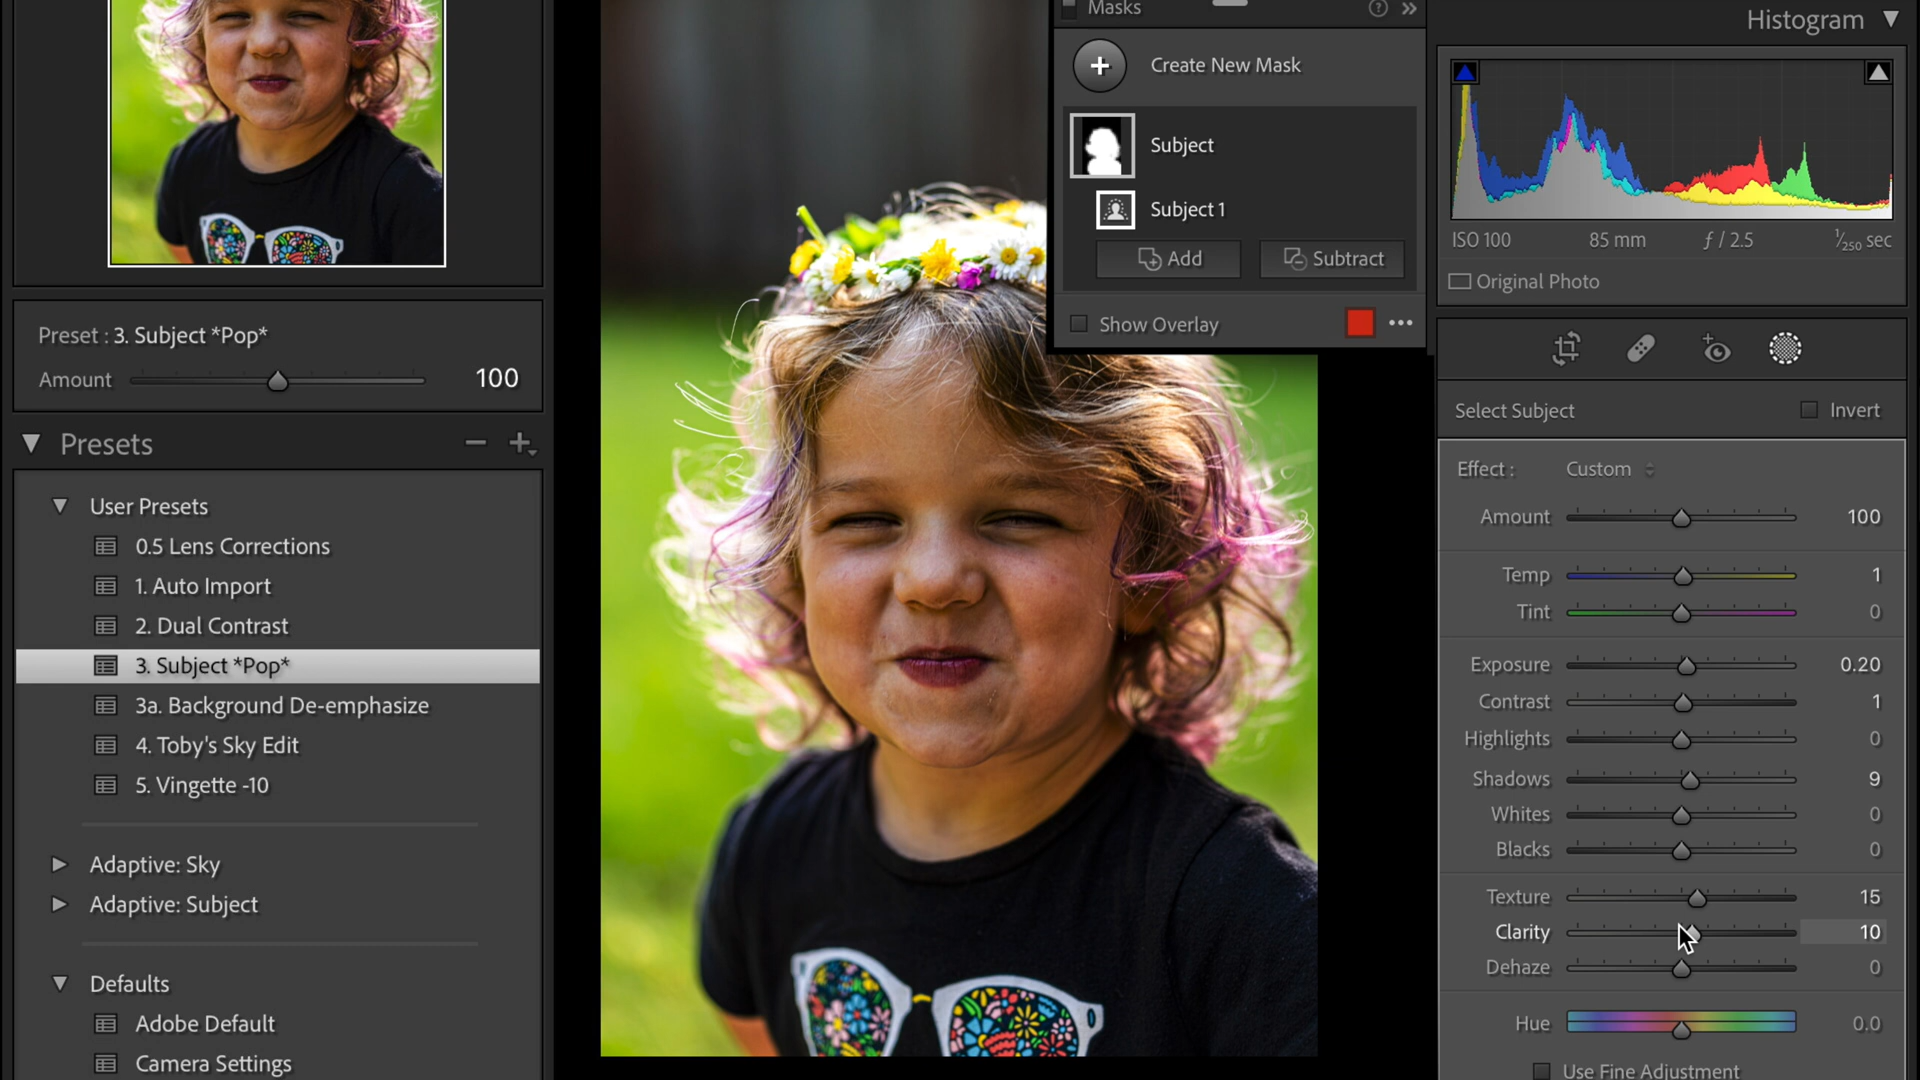 Preset : 3. Subject *Pop*
Amount 100
Presets
User Presets
0.5 Lens Corrections
1. Auto Import
2. Dual Contrast
3. Subject *Pop*
3a. Background De-emphasize
4. Toby's Sky Edit
5. Vingette -10
Adaptive: Sky
Adaptive: Subject
Defaults
Adobe Default
Camera Settings
Masks
Create New Mask
Subject
Subject 1
Add Subtract
Show Overlay
Histogram
ISO 100 85 mm ƒ / 2.5 1/250 sec
Original Photo
Select Subject Invert
Effect : Custom
Amount 100
Temp 1
Tint 0
Exposure 0.20
Contrast 1
Highlights 0
Shadows 9
Whites 0
Blacks 0
Texture 15
Clarity 10
Dehaze 0
Hue 0.0
Use Fine Adjustment